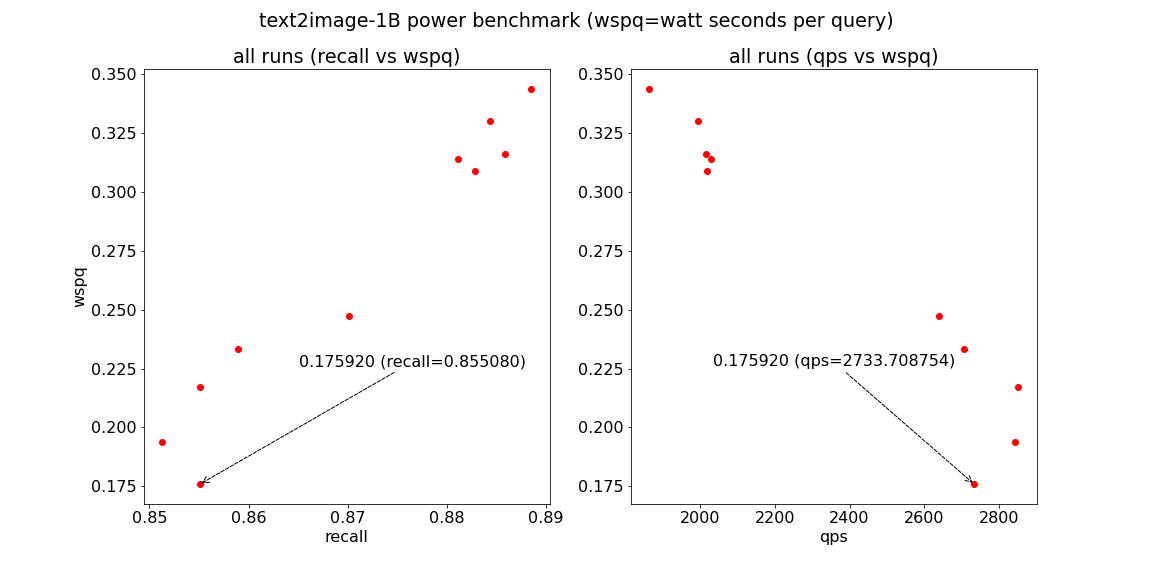 text2image-1B power benchmark (wspq=watt seconds per query)
all runs (recall vs wspq)
0.350
0.325
0.300
0.275
0.250
0.225
0.200
0.175
wspq
0.175920 (recall=0.855080)
0.85 0.86 0.87 0.88 0.89
recall
all runs (qps vs wspq)
0.350
0.325
0.300
0.275
0.250
0.225
0.200
0.175
0.175920 (qps=2733.708754)
2000 2200 2400 2600 2800
qps